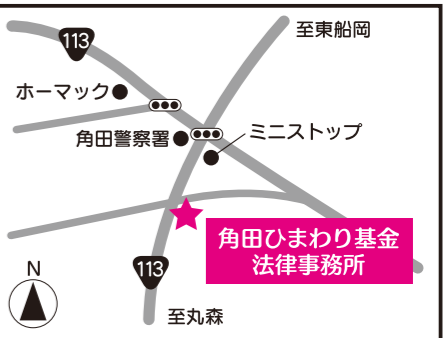 113
至東船岡
ホーマック
角田警察署
ミニストップ
角田ひまわり基金
法律事務所
N
113
至丸森